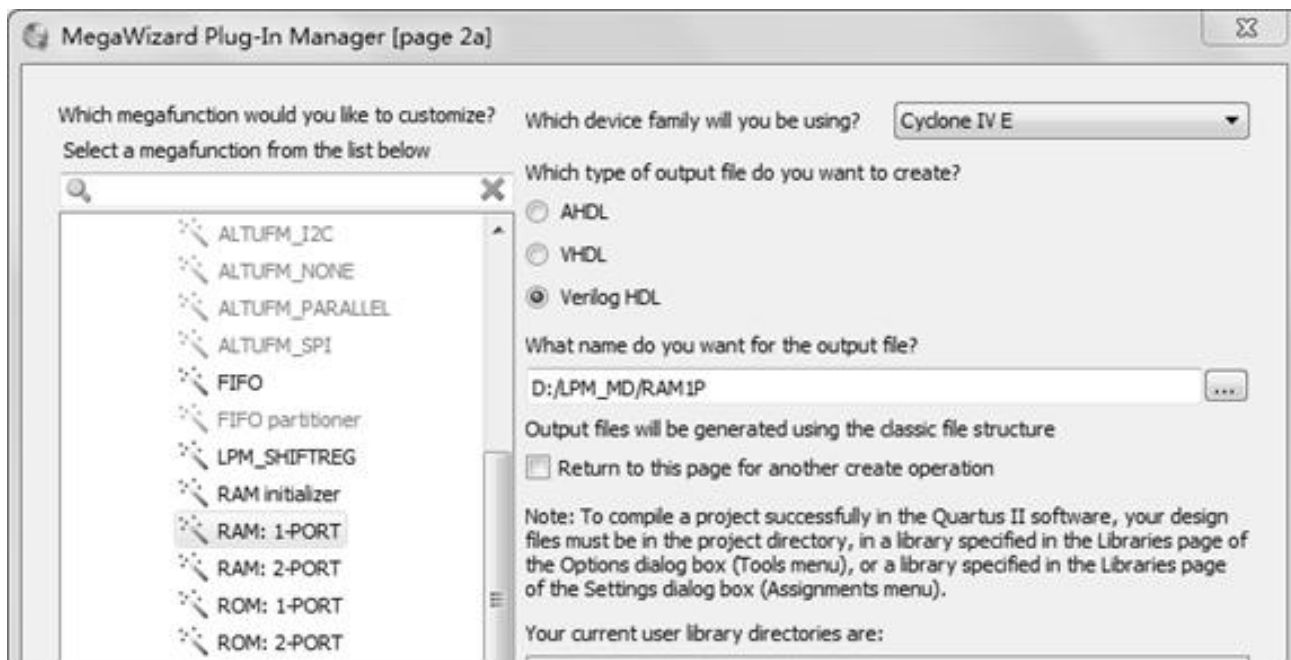 MegaWizard Plug-In Manager [page 2a]
Which megafunction would you like to customize?
Select a megafunction from the list below
ALTUFM_I2C
ALTUFM_NONE
ALTUFM_PARALLEL
ALTUFM_SPI
FIFO
FIFO partitioner
LPM_SHIFTREG
RAM initializer
RAM: 1-PORT
RAM: 2-PORT
ROM: 1-PORT
ROM: 2-PORT
Which device family will you be using?
Cyclone IV E
Which type of output file do you want to create?
AHDL
VHDL
Verilog HDL
What name do you want for the output file?
D:/LPM_MD/RAM1P
...
Output files will be generated using the classic file structure
Return to this page for another create operation
Note: To compile a project successfully in the Quartus II software, your design
files must be in the project directory, in a library specified in the Libraries page of
the Options dialog box (Tools menu), or a library specified in the Libraries page
of the Settings dialog box (Assignments menu).
Your current user library directories are: